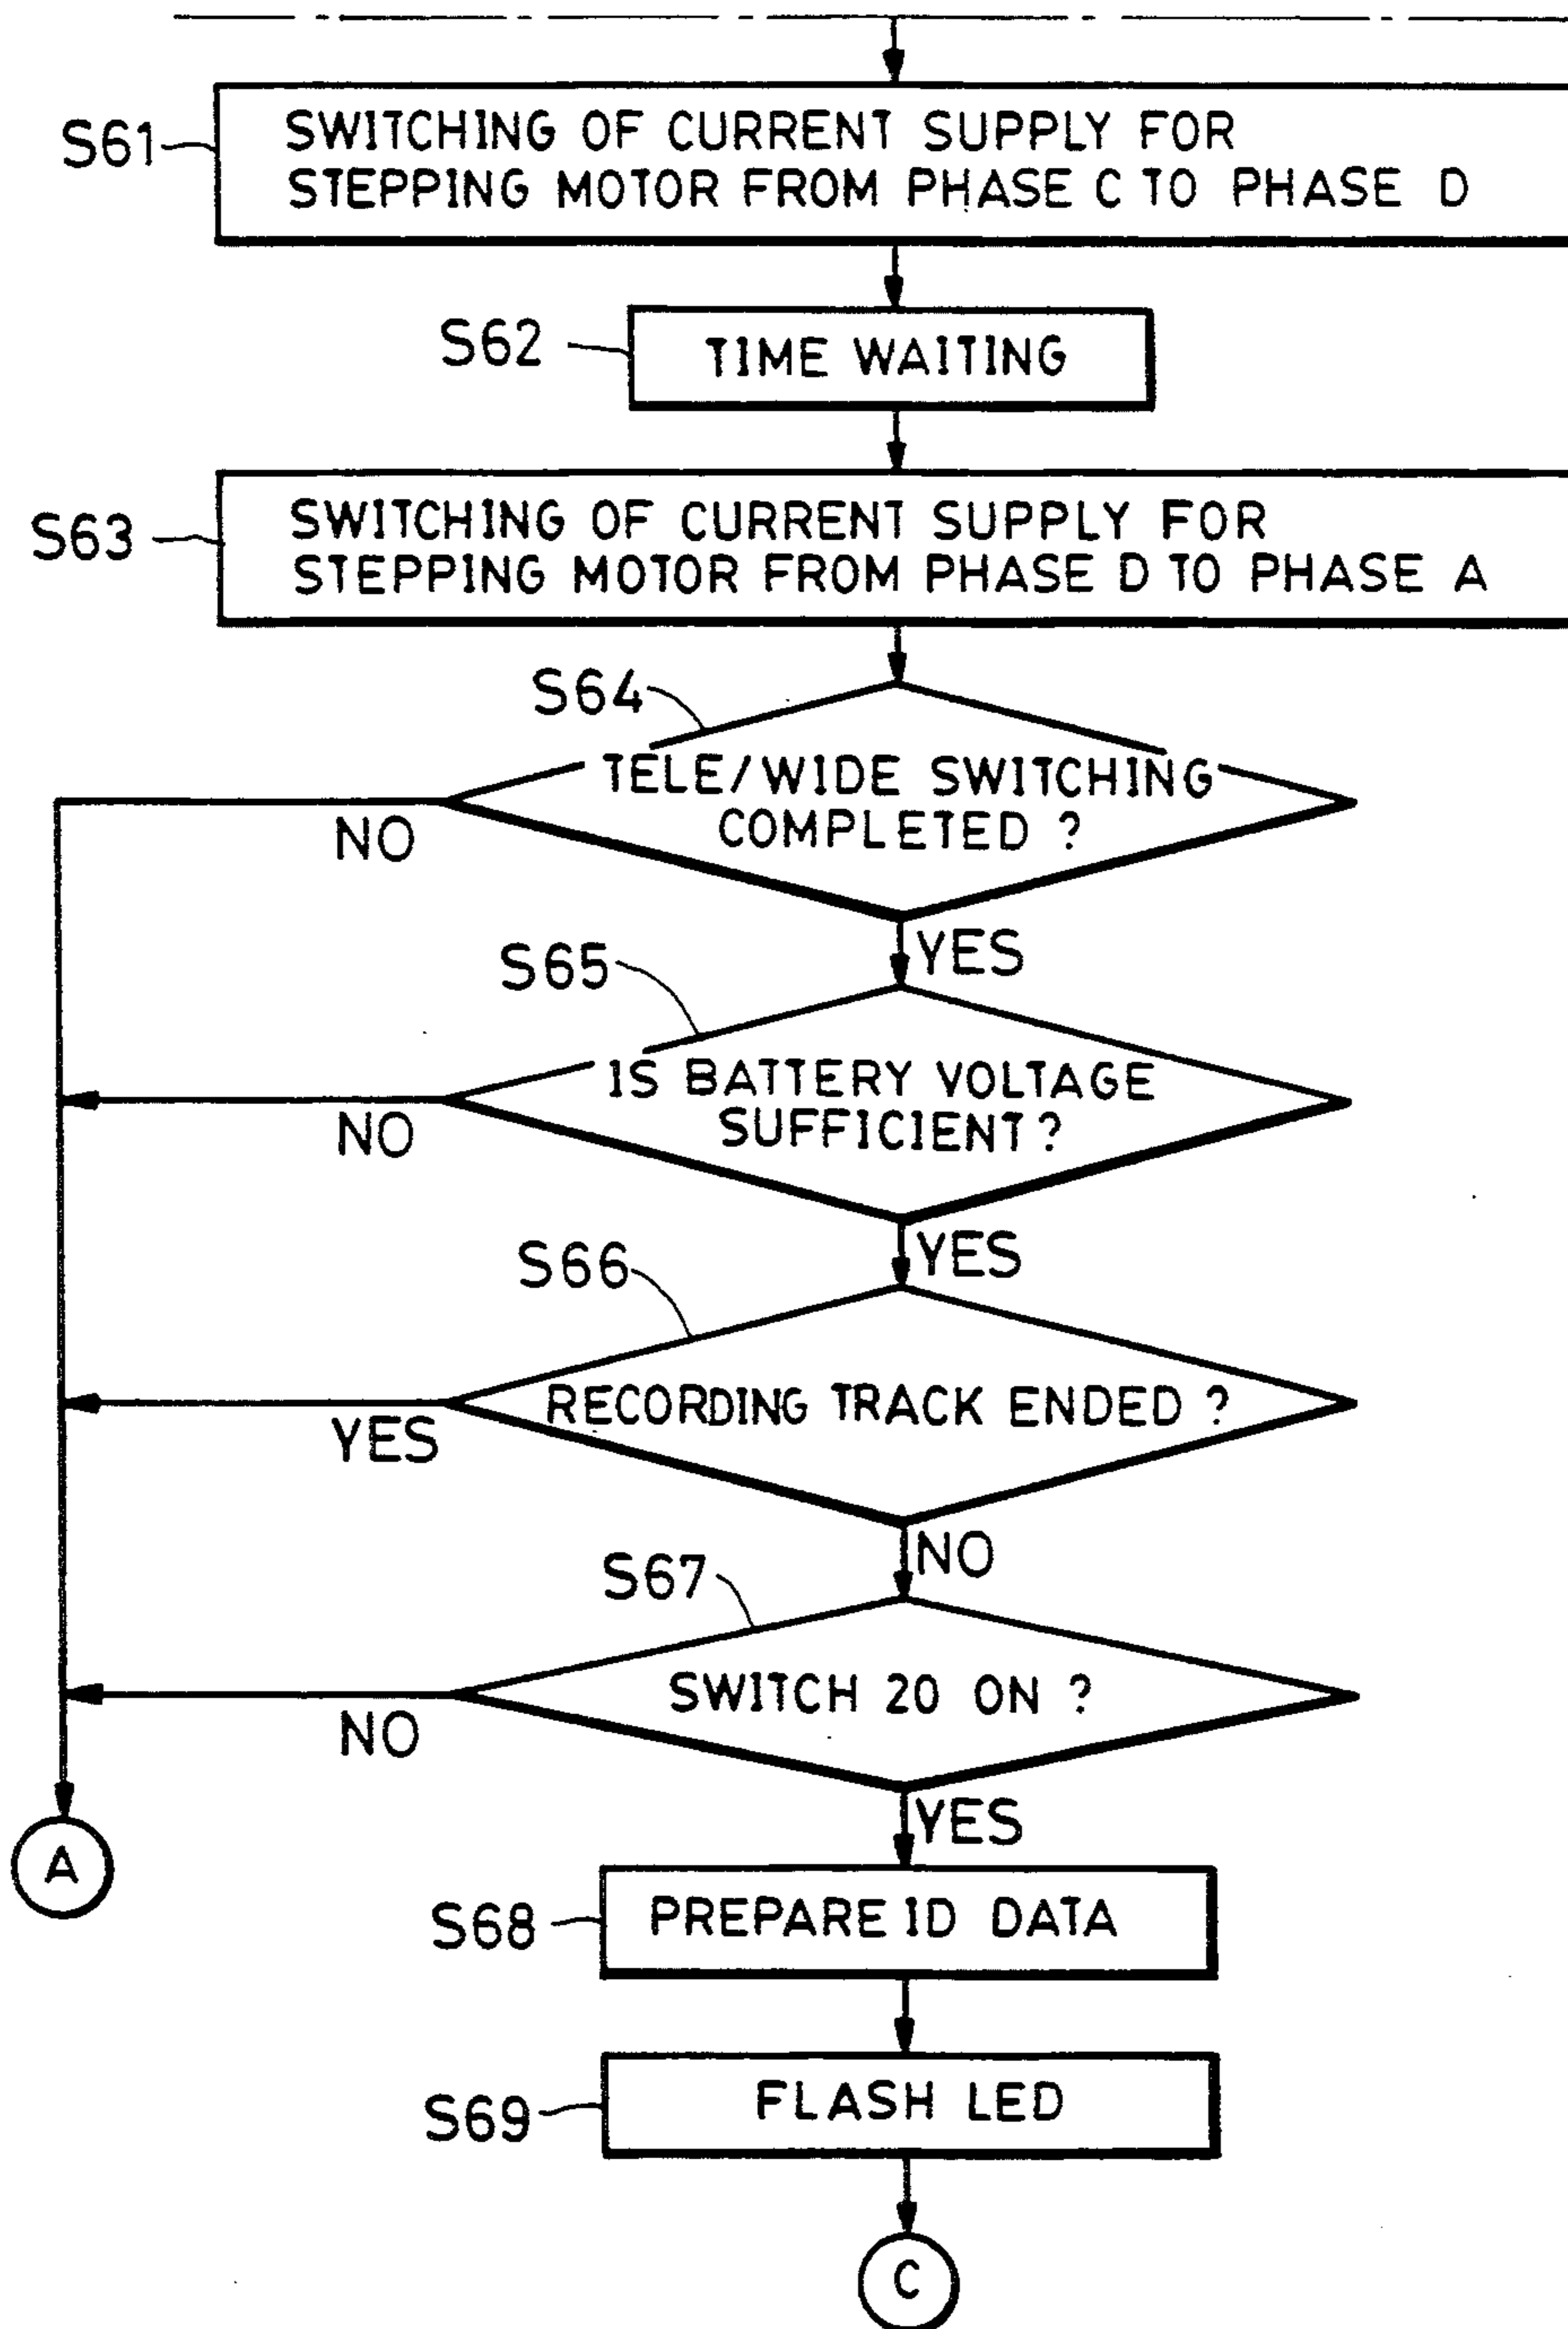 S61
SWITCHING OF CURRENT SUPPLY FOR
STEPPING MOTOR FROM PHASE C TO PHASE D
S62
TIME WAITING
S63
SWITCHING OF CURRENT SUPPLY FOR
STEPPING MOTOR FROM PHASE D TO PHASE A
S64
TELE/WIDE SWITCHING
COMPLETED ?
NO
YES
S65
IS BATTERY VOLTAGE
SUFFICIENT ?
NO
YES
S66
RECORDING TRACK ENDED ?
YES
NO
S67
SWITCH 20 ON ?
NO
YES
A
S68
PREPARE ID DATA
S69
FLASH LED
C